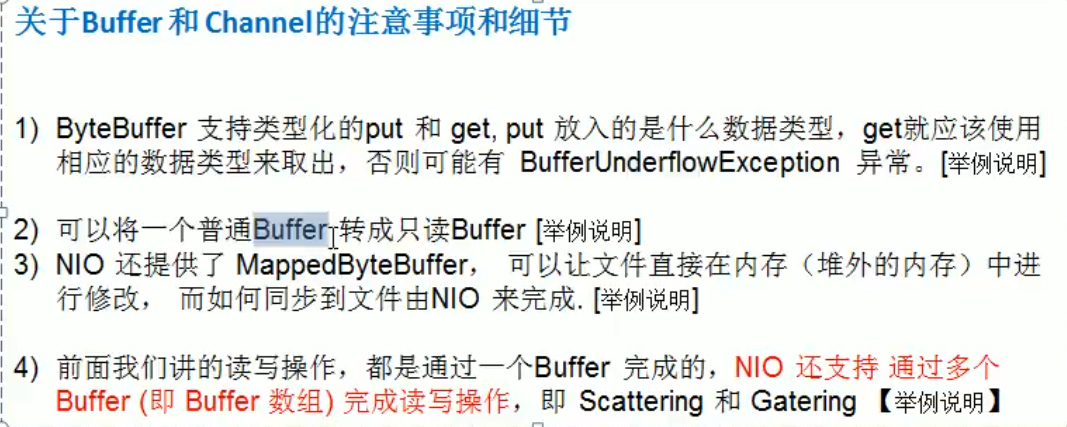 关于Buffer 和 Channel的注意事项和细节
1) ByteBuffer 支持类型化的put 和 get, put 放入的是什么数据类型，get就应该使用
相应的数据类型来取出，否则可能有 BufferUnderflowException 异常。[举例说明]
2) 可以将一个普通Buffer 转成只读Buffer [举例说明]
3) NIO 还提供了 MappedByteBuffer， 可以让文件直接在内存（堆外的内存）中进
行修改， 而如何同步到文件由NIO 来完成. [举例说明]
4) 前面我们讲的读写操作，都是通过一个Buffer 完成的，NIO 还支持 通过多个
Buffer (即 Buffer 数组) 完成读写操作，即 Scattering 和 Gatering 【举例说明】